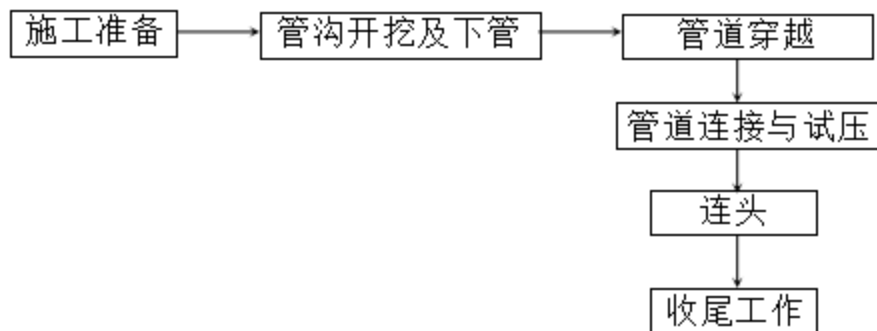 施工准备
管沟开挖及下管
管道穿越
管道连接与试压
连头
收尾工作